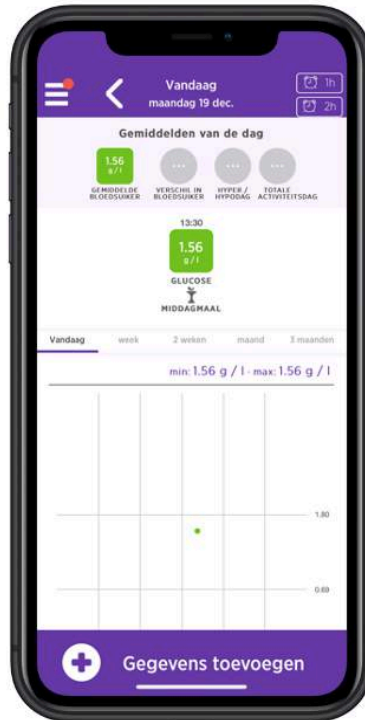 Vandaag
maandag 19 dec.
1h
2h
Gemiddelden van de dag
1.56
g/l
GEMIDDELDE
BLOEDSUIKER
VERSCHIL IN
BLOEDSUIKER
HYPER /
HYPODAG
TOTALE
ACTIVITEITSDAG
13:30
1.56
g/l
GLUCOSE
MIDDAGMAAL
Vandaag week 2 weken maand 3 maanden
min: 1.56 g / l - max: 1.56 g / l
1.80
0.69
Gegevens toevoegen